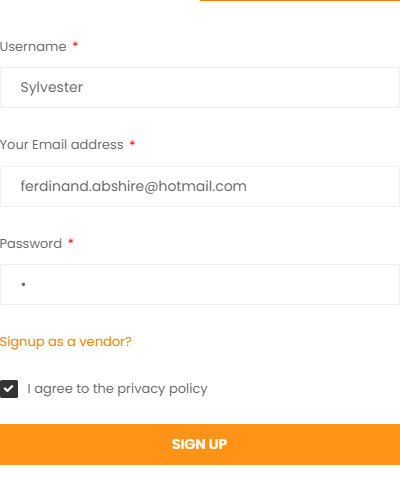 Username *
Sylvester
Your Email address *
ferdinand.abshire@hotmail.com
Password *
•
Signup as a vendor?
I agree to the privacy policy
SIGN UP